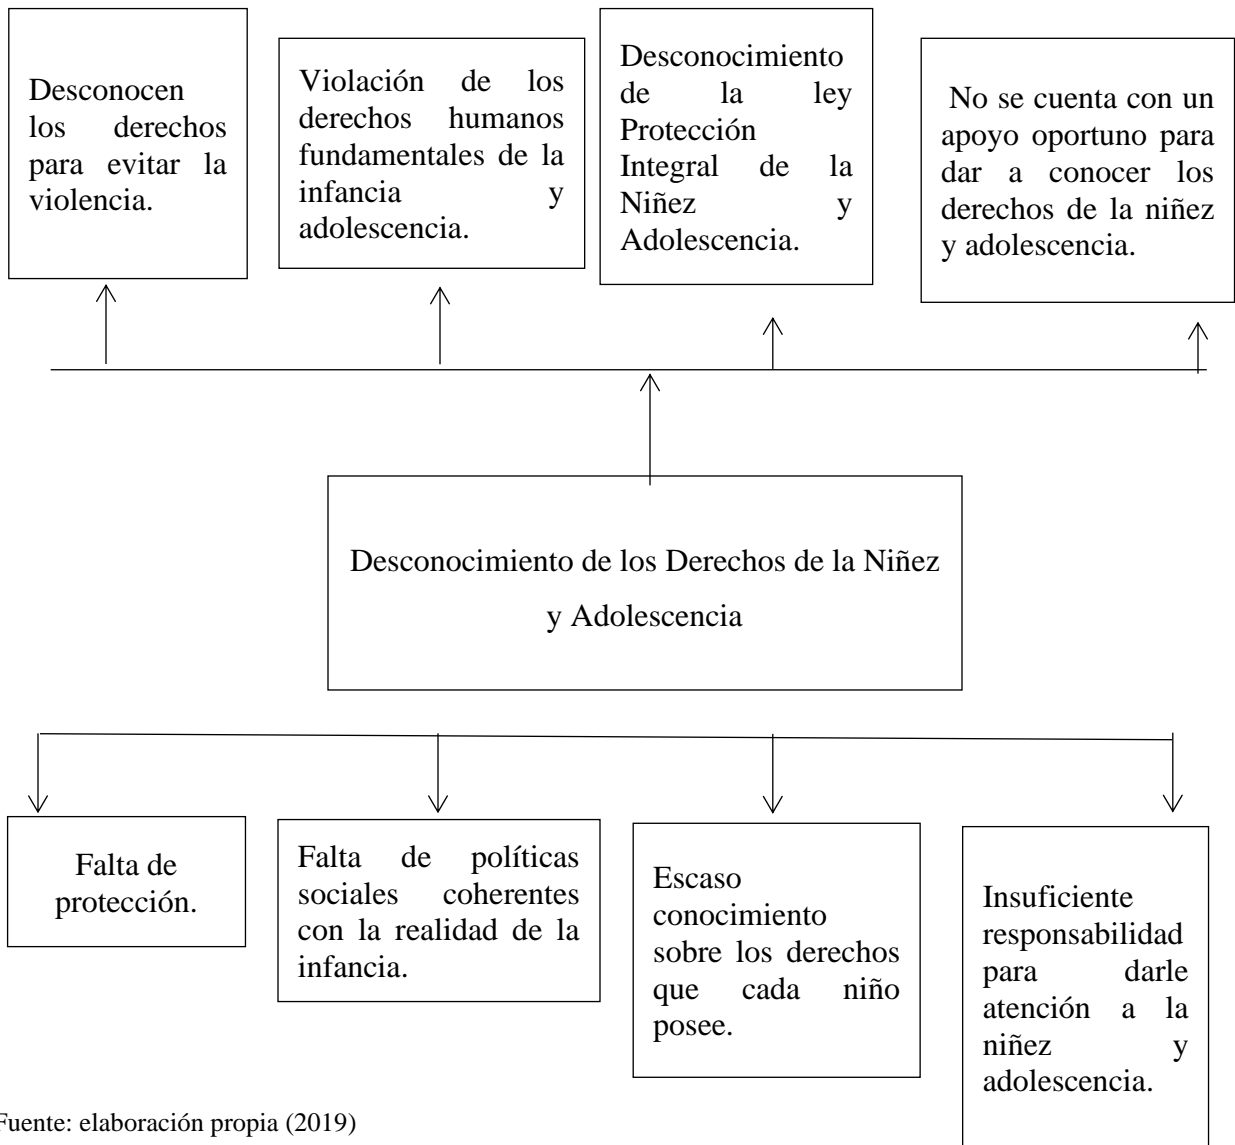 Desconocen
los derechos
para evitar la
violencia.
Violación de los
derechos humanos
fundamentales de la
infancia y
adolescencia.
Desconocimiento
de la ley
Protección
Integral de la
Niñez y
Adolescencia.
No se cuenta con un
apoyo oportuno para
dar a conocer los
derechos de la niñez
y adolescencia.
Desconocimiento de los Derechos de la Niñez
y Adolescencia
Falta de
protección.
Falta de políticas
sociales coherentes
con la realidad de la
infancia.
Escaso
conocimiento
sobre los derechos
que cada niño
posee.
Insuficiente
responsabilidad
para darle
atención a la
niñez y
adolescencia.
Fuente: elaboración propia (2019)